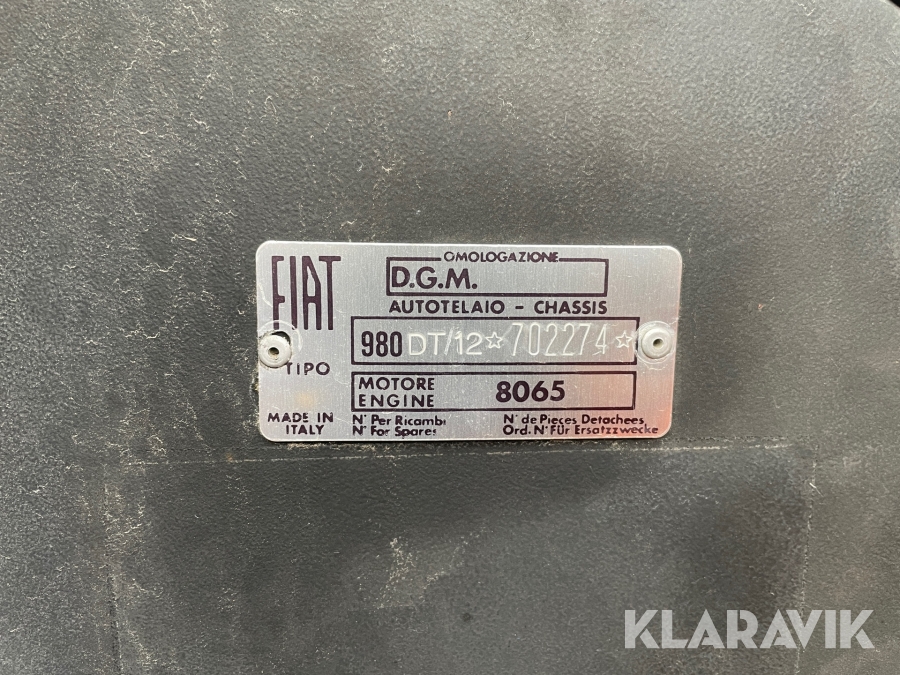 FIAT
OMOLOGAZIONE
D.G.M.
AUTOTELAIO - CHASSIS
980 DT/12☆702274☆
TIPO
MOTORE
ENGINE
8065
MADE IN
ITALY
N° Per Ricambi
N° For Spares
N° de Pieces Detachees
Ord. N° FÜr Ersatzzwecke
KLARAVIK